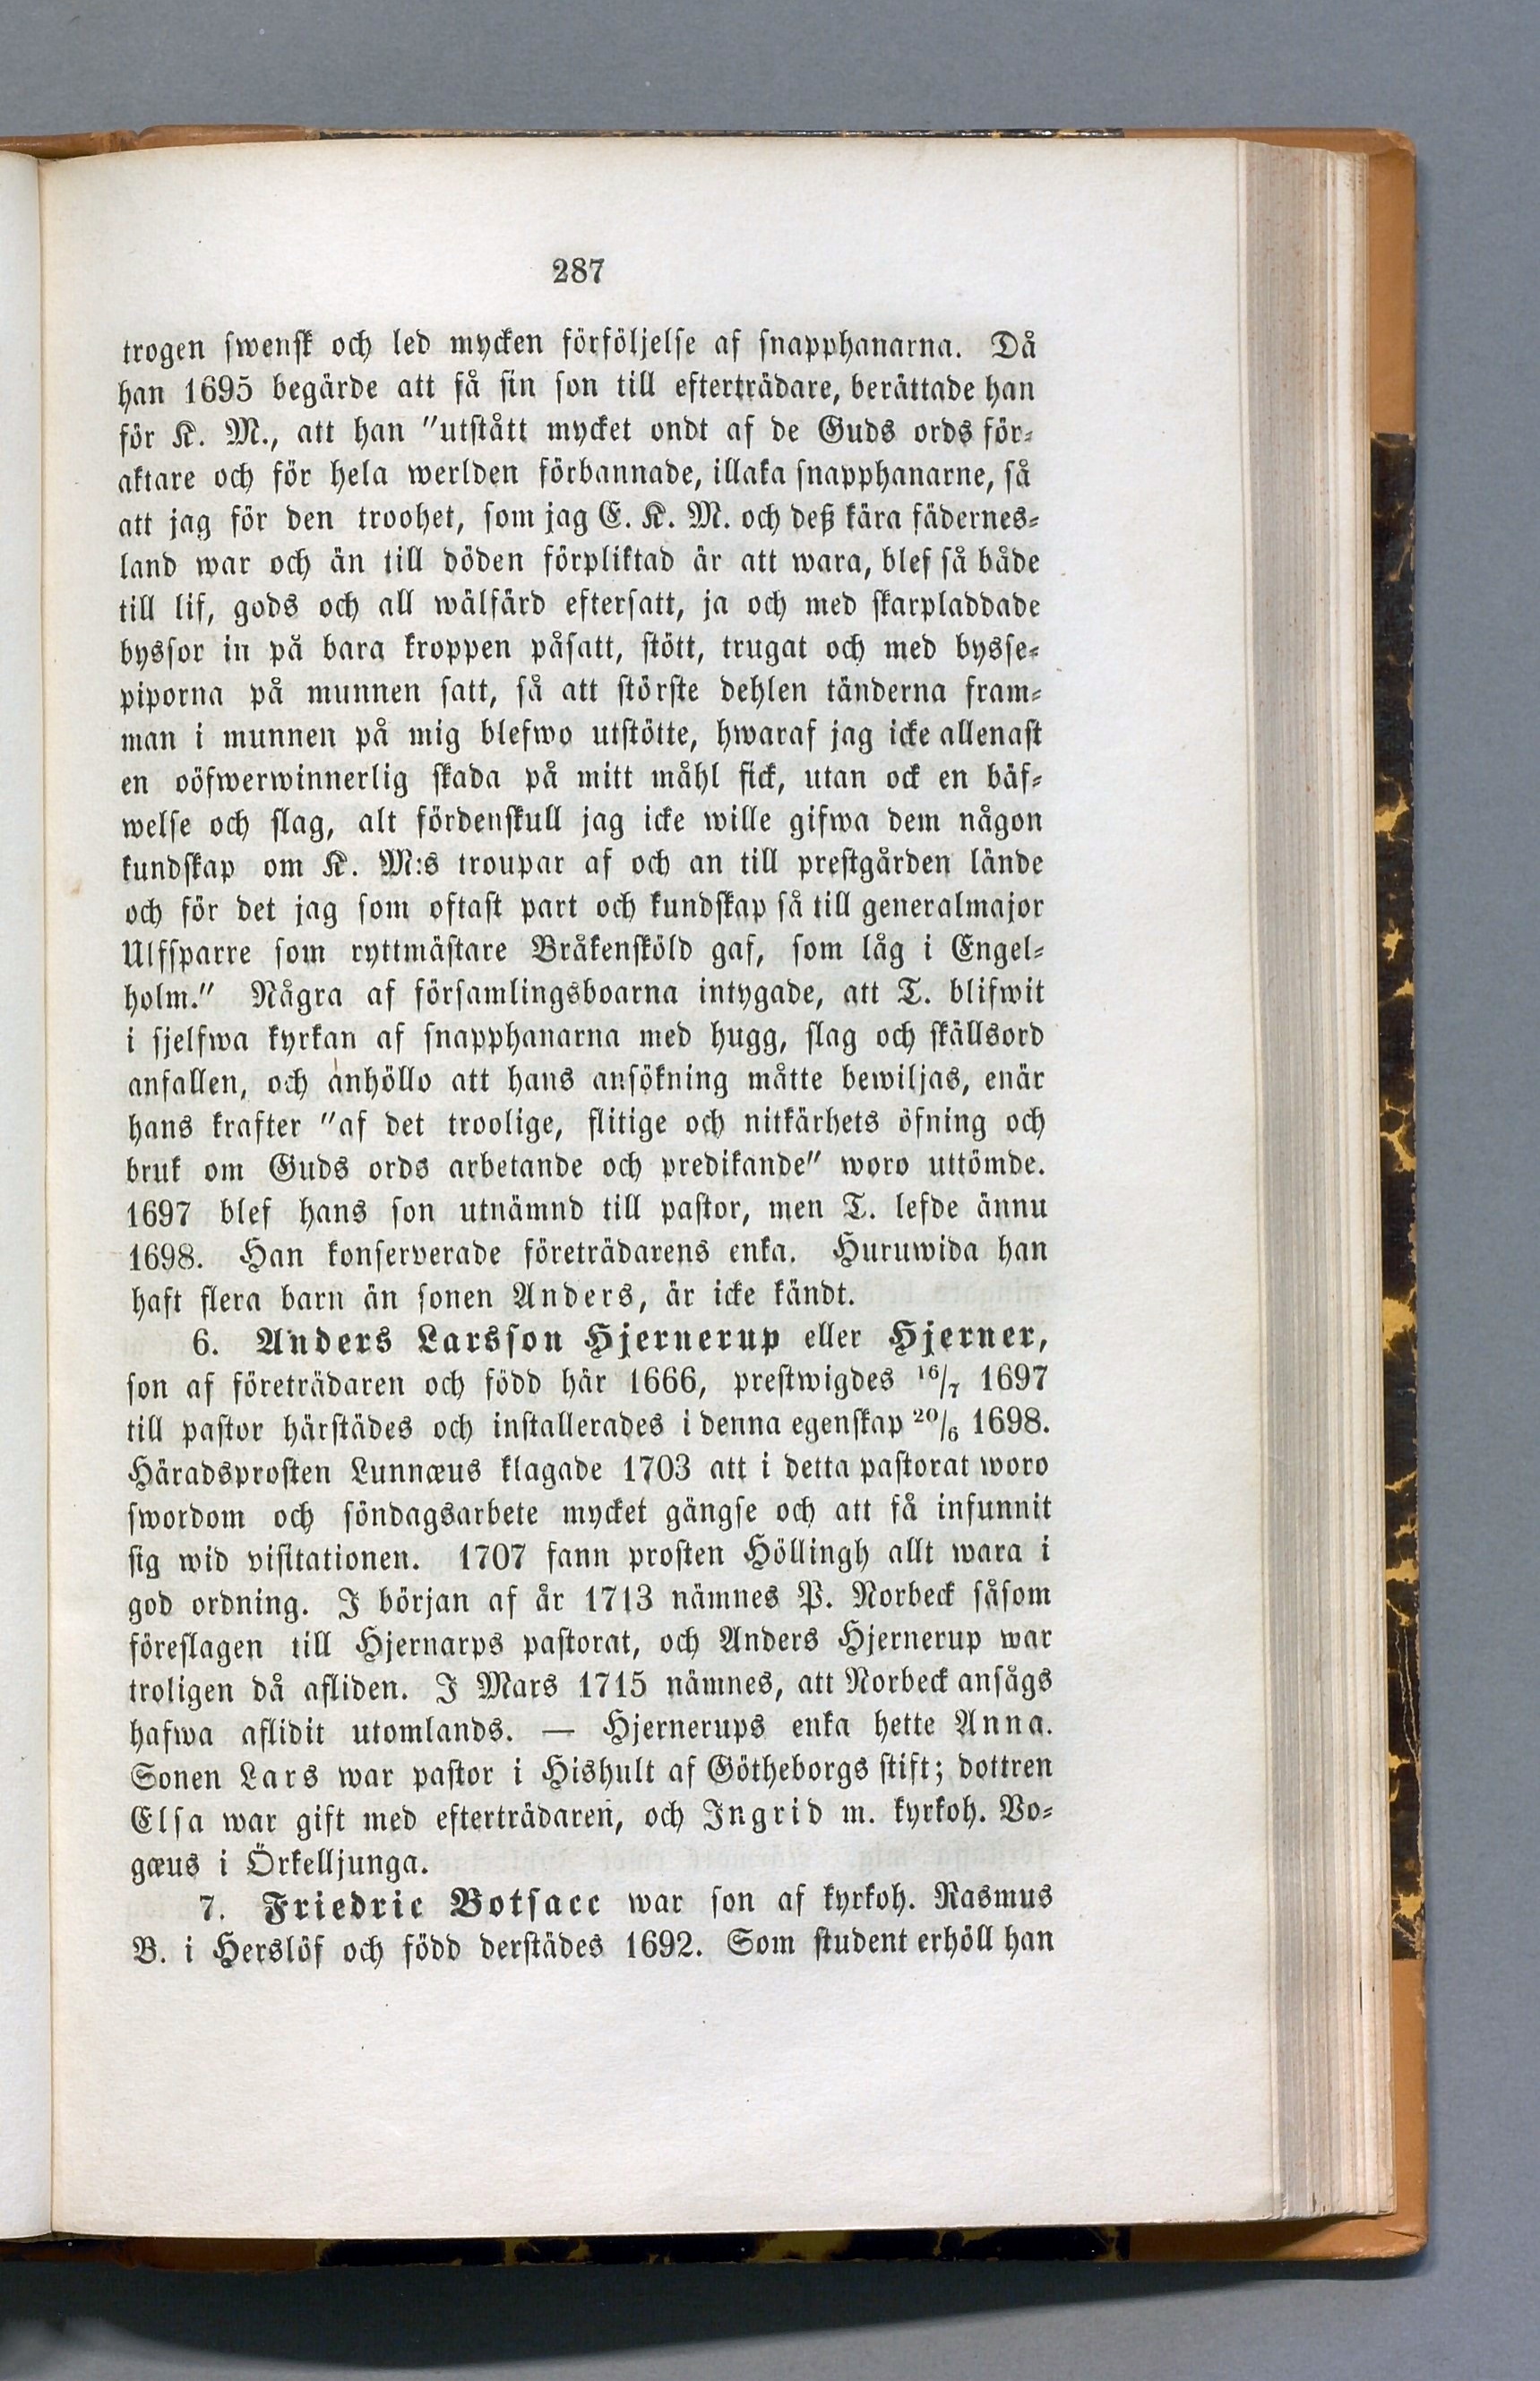 287
trogen swensk och led mycken förföljelse af snapphanarna. Då
han 1695 begärde att få sin son till efterträdare, berättade han
för K. M., att han "utstått mycket ondt af de Guds ords för-
aktare och för hela werlden förbannade, illaka snapphanarne, så
att jag för den troohet, som jag E. K. M. och deß kära fädernes-
land war och än till döden förpliktad är att wara, blef så både
till lif, gods och all wälfärd eftersatt, ja och med skarpladdade
byssor in på bara kroppen påsatt, stött, trugat och med bysse-
piporna på munnen satt, så att störste dehlen tänderna fram-
man i munnen på mig blefwo utstötte, hwaraf jag icke allenast
en oöfwerwinnerlig skada på mitt måhl fick, utan ock en bäf-
welse och slag, alt fördenskull jag icke wille gifwa dem någon
kundskap om K. M:s troupar af och an till prestgården lände
och för det jag som oftast part och kundskap så till generalmajor
Ulfsparre som ryttmästare Bråkensköld gaf, som låg i Engel-
holm." Några af församlingsboarna intygade, att T. blifwit
i sjelfwa kyrkan af snapphanarna med hugg, slag och skällsord
anfallen, och anhöllo att hans ansökning måtte bewiljas, enär
hans krafter "af det troolige, flitige och nitkärhets öfning och
bruk om Guds ords arbetande och predikande" woro uttömde.
1697 blef hans son utnämnd till pastor, men T. lefde ännu
1698. Han konserverade företrädarens enka. Huruwida han
haft flera barn än sonen Anders, är icke kändt.
6. Anders Larsson Hjernerup eller Hjerner,
son af företrädaren och född här 1666, prestwigdes 16/7 1697
till pastor härstädes och installerades i denna egenskap 20/6 1698.
Häradsprosten Lunnæus klagade 1703 att i detta pastorat woro
swordom och söndagsarbete mycket gängse och att få infunnit
sig wid visitationen. 1707 fann prosten Höllingh allt wara i
god ordning. I början af år 1713 nämnes P. Norbeck såsom
föreslagen till Hjernarps pastorat, och Anders Hjernerup war
troligen då afliden. I Mars 1715 nämnes, att Norbeck ansågs
hafwa aflidit utomlands. — Hjernerups enka hette Anna.
Sonen Lars war pastor i Hishult af Götheborgs stift; dottren
Elsa war gift med efterträdaren, och Ingrid m. kyrkoh. Bo-
gæus i Örkelljunga.
7. Friedric Botsacc war son af kyrkoh. Rasmus
B. i Herslöf och född derstädes 1692. Som student erhöll han